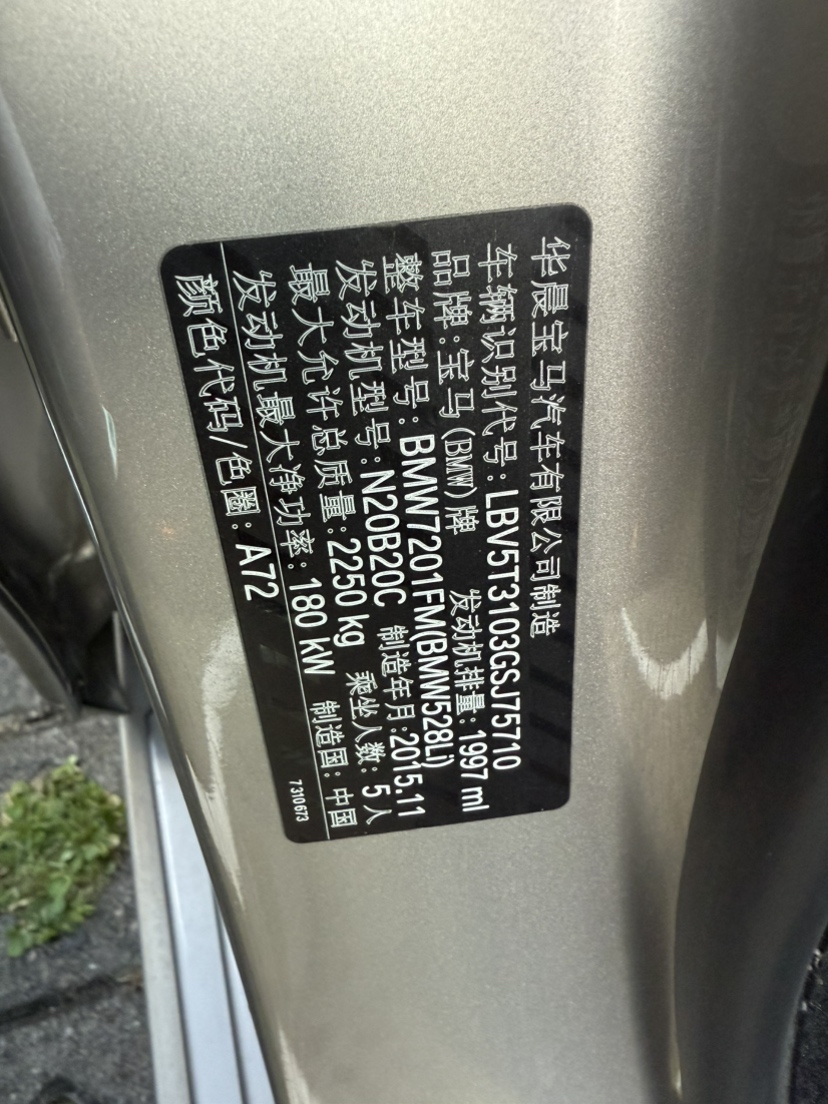 华晨宝马汽车有限公司制造
车辆识别代号:LBV5T3103GSJ75710
品牌:宝马(BMW)牌 发动机排量:1997 ml
整车型号:BMW7201FM(BMW528Li)
发动机型号:N20B20C 制造年月:2015.11
最大允许总质量:2250 kg 乘坐人数:5人
发动机最大净功率:180 kW 制造国:中国
颜色代码/色圈:A72
7 310 673